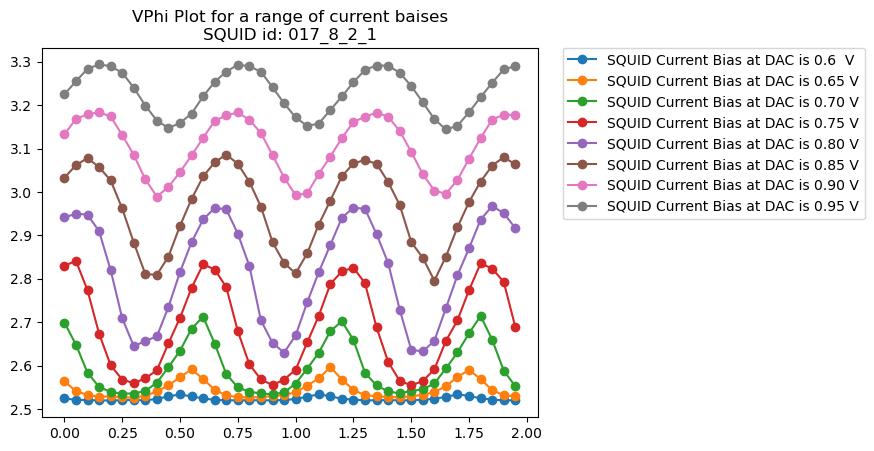 VPhi Plot for a range of current baises
SQUID id: 017_8_2_1
3.3
3.2
3.1
3.0
2.9
2.8
2.7
2.6
2.5
0.00 0.25 0.50 0.75 1.00 1.25 1.50 1.75 2.00
SQUID Current Bias at DAC is 0.6  V
SQUID Current Bias at DAC is 0.65 V
SQUID Current Bias at DAC is 0.70 V
SQUID Current Bias at DAC is 0.75 V
SQUID Current Bias at DAC is 0.80 V
SQUID Current Bias at DAC is 0.85 V
SQUID Current Bias at DAC is 0.90 V
SQUID Current Bias at DAC is 0.95 V